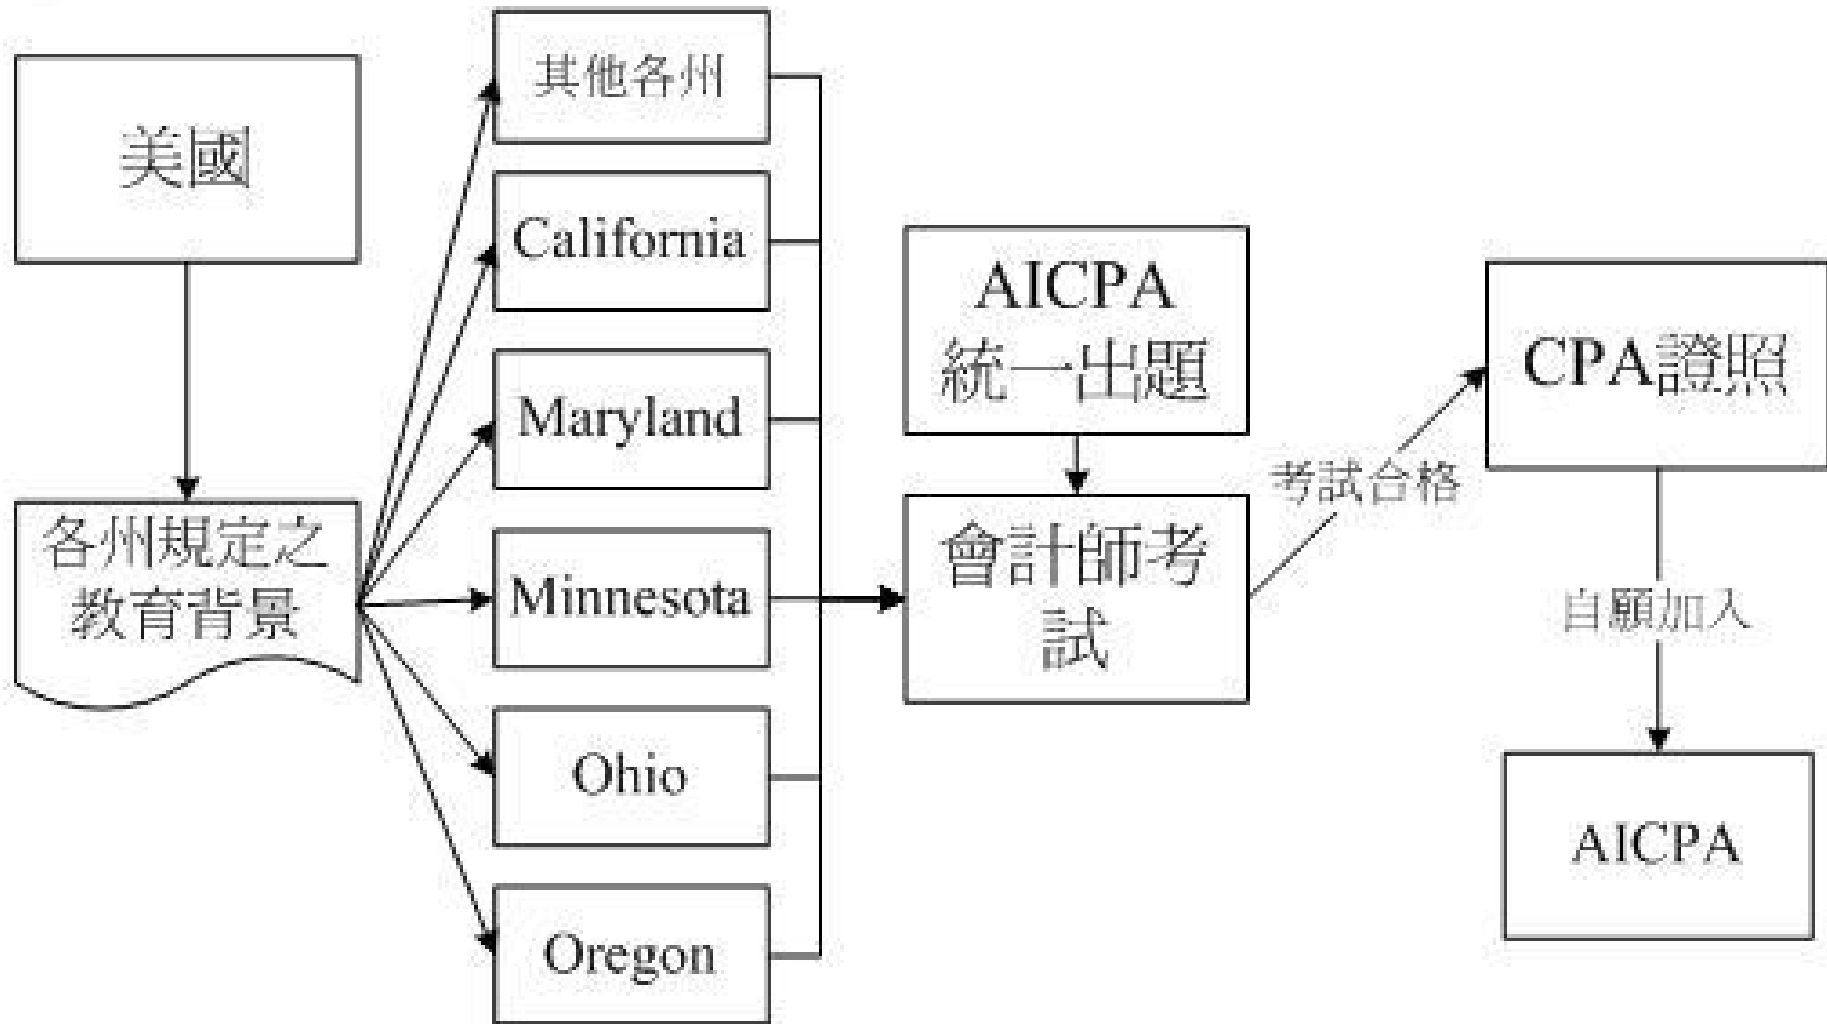 美國
各州規定之
教育背景
其他各州
California
Maryland
Minnesota
Ohio
Oregon
AICPA
統一出題
會計師考
試
考試合格
CPA證照
自願加入
AICPA